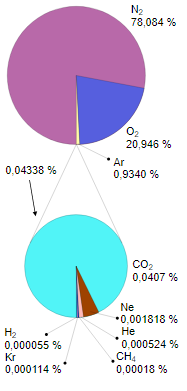 N₂
78,084 %
O₂
20,946 %
Ar
0,9340 %
0,04338 %
CO₂
0,0407 %
Ne
0,001818 %
H₂
0,000055 %
He
0,000524 %
Kr
0,000114 %
CH₄
0,00018 %